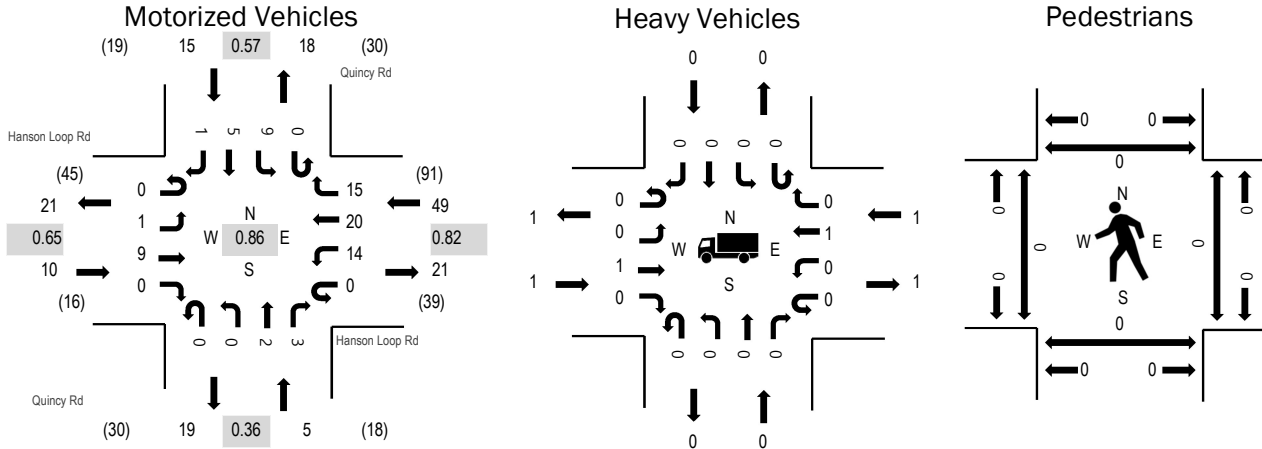 Motorized Vehicles
(19) 15 0.57 18 (30)
Quincy Rd
Hanson Loop Rd
1 5 9 0
(45) 0 15 (91)
21 1 N 20 49
0.65 W 0.86 E 0.82
10 9 S 14 21
(16) 0 0 (39)
0 0 2 3
Hanson Loop Rd
Quincy Rd
(30) 19 0.36 5 (18)
Heavy Vehicles
0 0
0 0 0 0
0 0
1 0 N 1 1
W E
1 1 S 0 1
0 0
0 0 0 0
0 0
Pedestrians
0 0
0
0 N 0
0 W E 0
0 S 0
0
0 0